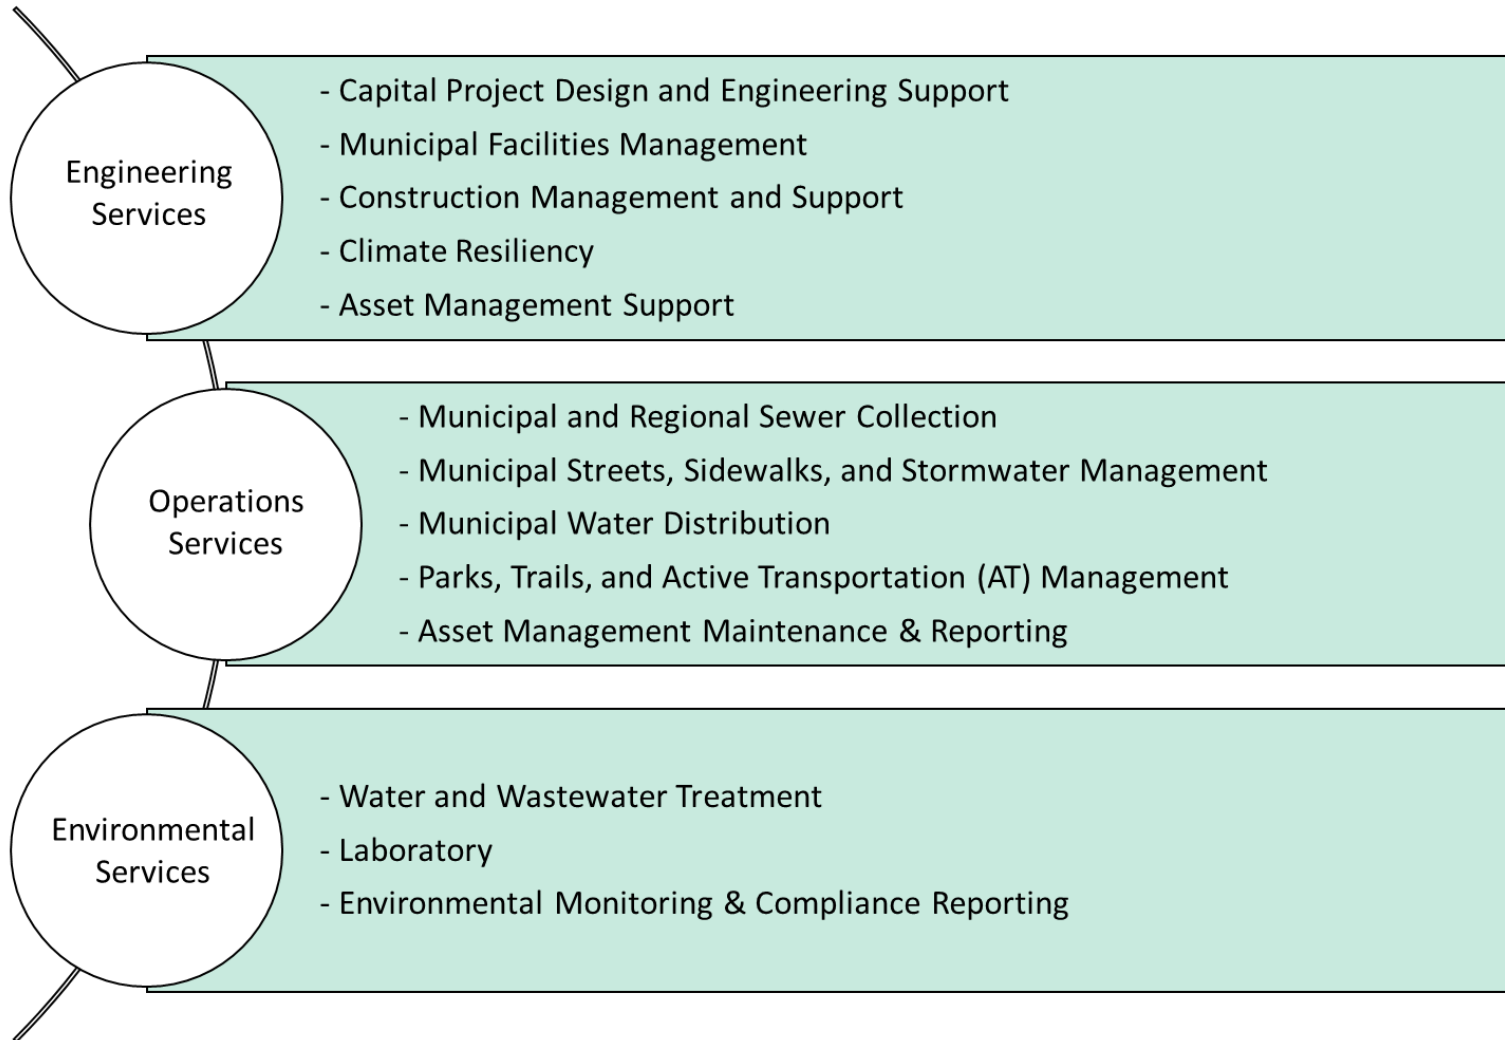 Engineering
Services
- Capital Project Design and Engineering Support
- Municipal Facilities Management
- Construction Management and Support
- Climate Resiliency
- Asset Management Support
Operations
Services
- Municipal and Regional Sewer Collection
- Municipal Streets, Sidewalks, and Stormwater Management
- Municipal Water Distribution
- Parks, Trails, and Active Transportation (AT) Management
- Asset Management Maintenance & Reporting
Environmental
Services
- Water and Wastewater Treatment
- Laboratory
- Environmental Monitoring & Compliance Reporting